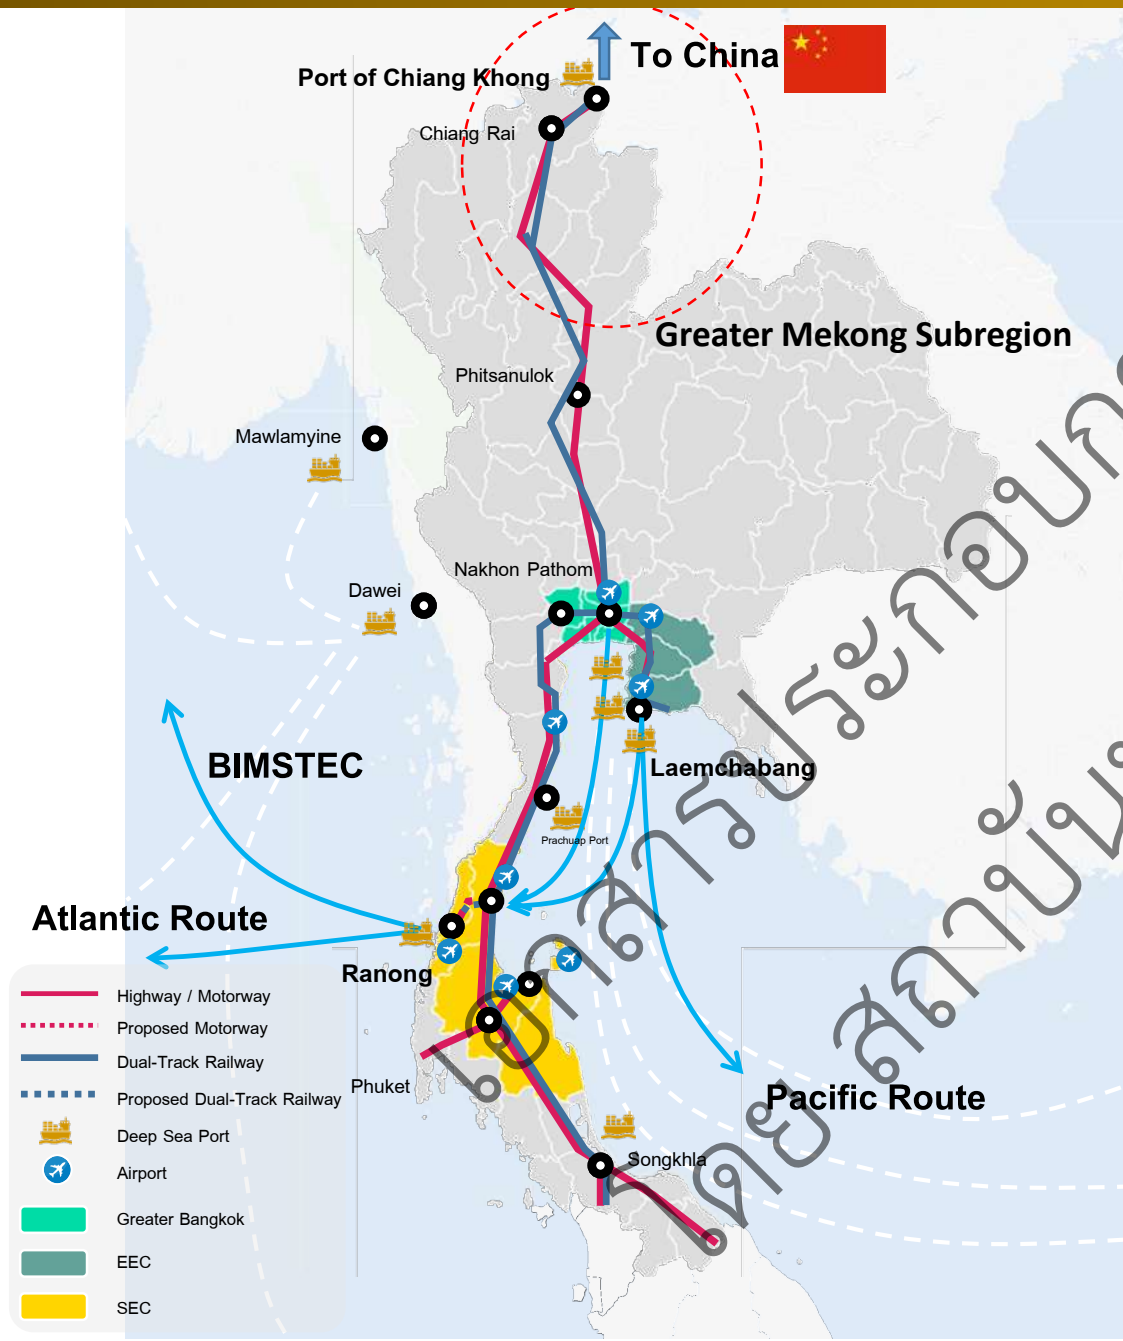 To China
Port of Chiang Khong
Chiang Rai
Greater Mekong Subregion
Phitsanulok
Mawlamyine
Nakhon Pathom
Dawei
BIMSTEC
Laemchabang
Prachuap Port
Atlantic Route
Ranong
Highway / Motorway
Proposed Motorway
Dual-Track Railway
Phuket
Proposed Dual-Track Railway
Pacific Route
Deep Sea Port
Songkhla
Airport
Greater Bangkok
EEC
SEC